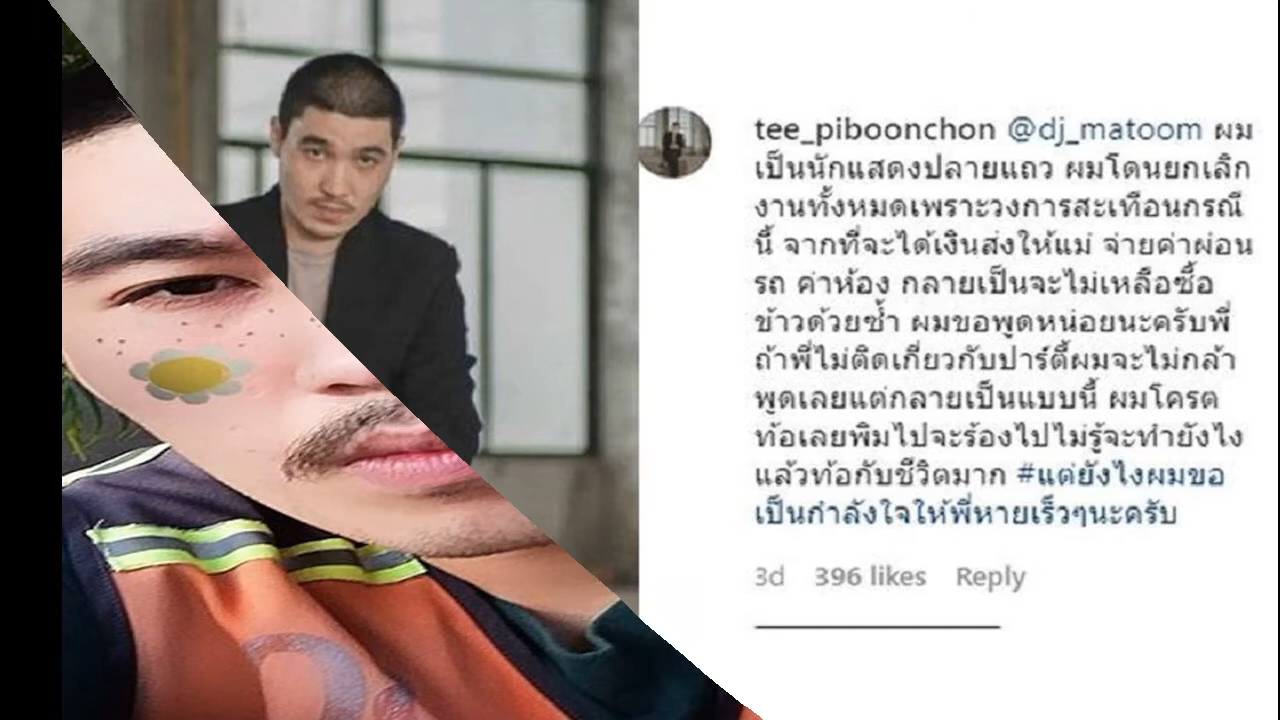 tee_piboonchon @dj_matoom ผม
เป็นนักแสดงปลายแถว ผมโดนยกเลิก
งานทั้งหมดเพราะวงการสะเทือนกรณี
นี้ จากที่จะได้เงินส่งให้แม่ จ่ายค่าผ่อน
รถ ค่าห้อง กลายเป็นจะไม่เหลือซื้อ
ข้าวด้วยซ้ำ ผมขอพูดหน่อยนะครับพี่
ถ้าพี่ไม่ติดเกี่ยวกับปาร์ตี้ผมจะไม่กล้า
พูดเลยแต่กลายเป็นแบบนี้ ผมโครต
ท้อเลยพิมไปจะร้องไปไม่รู้จะทำยังไง
แล้วท้อกับชีวิตมาก #แต่ยังไงผมขอ
เป็นกำลังใจให้พี่หายเร็วๆนะครับ
3d 396 likes Reply